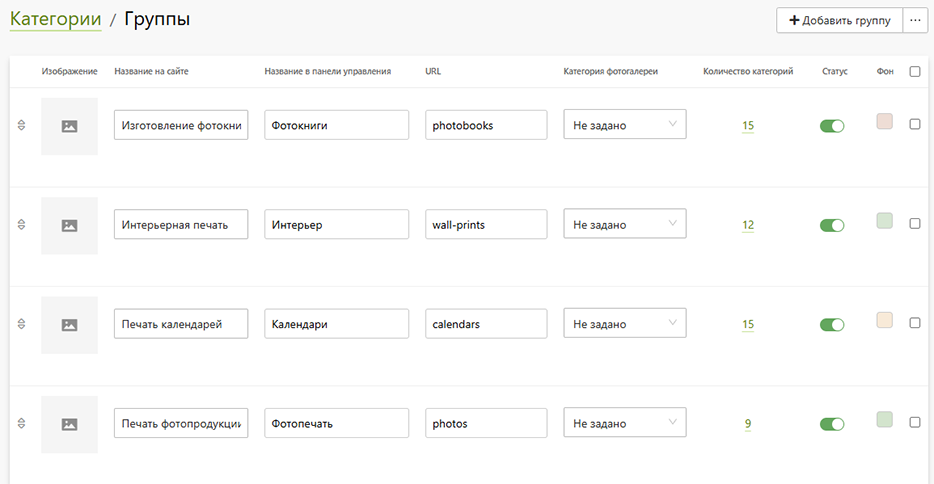 Категории / Группы
Добавить группу
Изображение Название на сайте Название в панели управления URL Категория фотогалереи Количество категорий Статус Фон
Изготовление фотокни Фотокниги photobooks Не задано 15
Интерьерная печать Интерьер wall-prints Не задано 12
Печать календарей Календари calendars Не задано 15
Печать фотопродукции Фотопечать photos Не задано 9